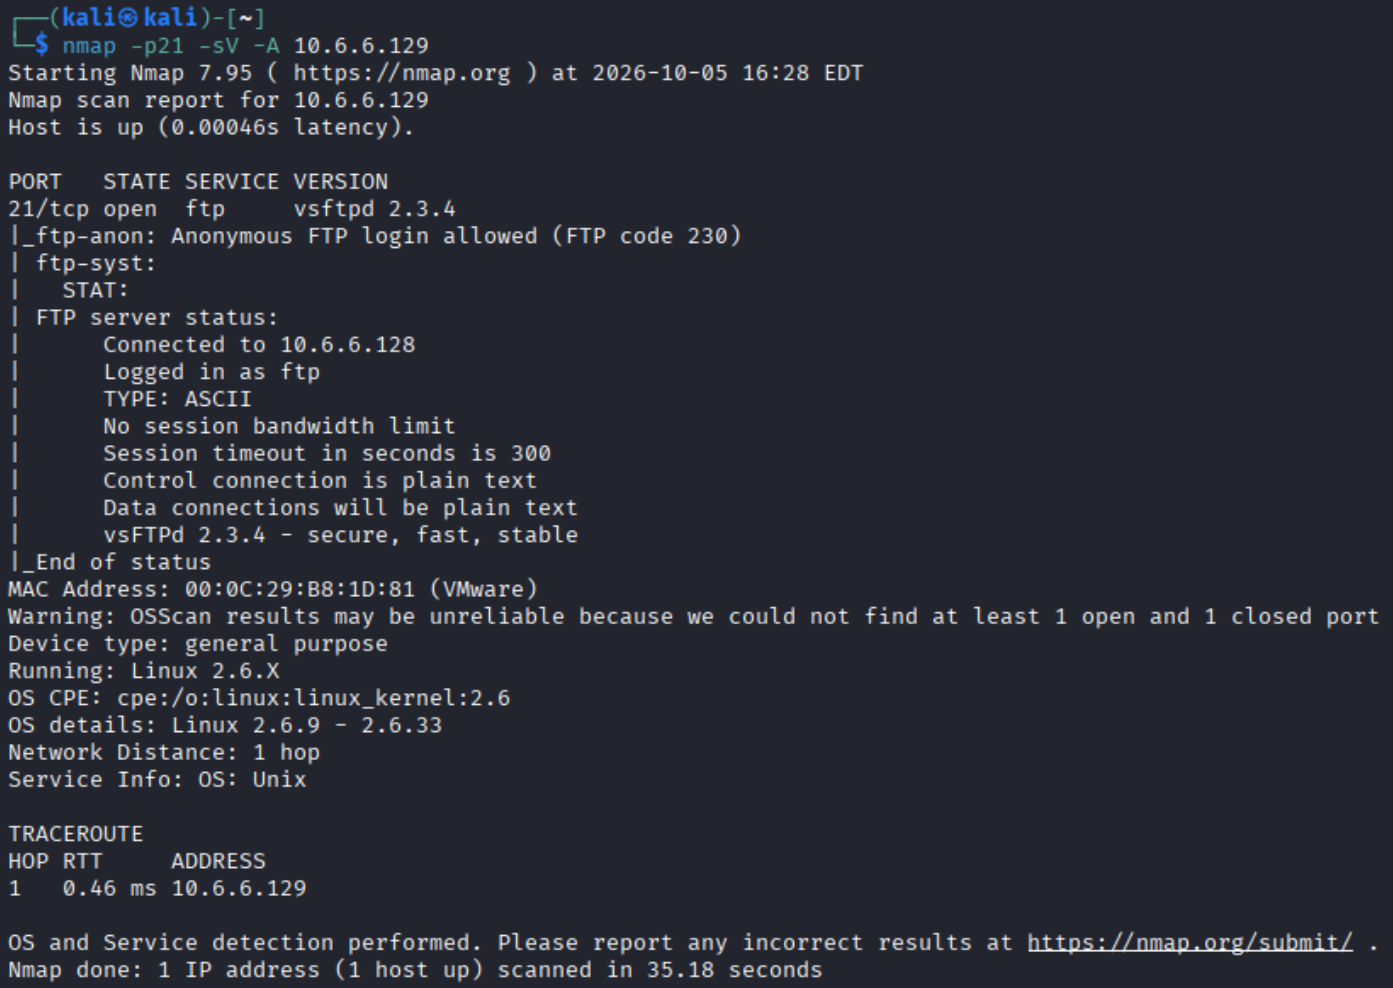 ┌──(kali㉿kali)-[~]
└─$ nmap -p21 -sV -A 10.6.6.129
Starting Nmap 7.95 ( https://nmap.org ) at 2026-10-05 16:28 EDT
Nmap scan report for 10.6.6.129
Host is up (0.00046s latency).

PORT   STATE SERVICE VERSION
21/tcp open  ftp     vsftpd 2.3.4
|_ftp-anon: Anonymous FTP login allowed (FTP code 230)
| ftp-syst:
|   STAT:
| FTP server status:
|      Connected to 10.6.6.128
|      Logged in as ftp
|      TYPE: ASCII
|      No session bandwidth limit
|      Session timeout in seconds is 300
|      Control connection is plain text
|      Data connections will be plain text
|      vsFTPd 2.3.4 - secure, fast, stable
|_End of status
MAC Address: 00:0C:29:B8:1D:81 (VMware)
Warning: OSScan results may be unreliable because we could not find at least 1 open and 1 closed port
Device type: general purpose
Running: Linux 2.6.X
OS CPE: cpe:/o:linux:linux_kernel:2.6
OS details: Linux 2.6.9 - 2.6.33
Network Distance: 1 hop
Service Info: OS: Unix

TRACEROUTE
HOP RTT     ADDRESS
1   0.46 ms 10.6.6.129

OS and Service detection performed. Please report any incorrect results at https://nmap.org/submit/ .
Nmap done: 1 IP address (1 host up) scanned in 35.18 seconds